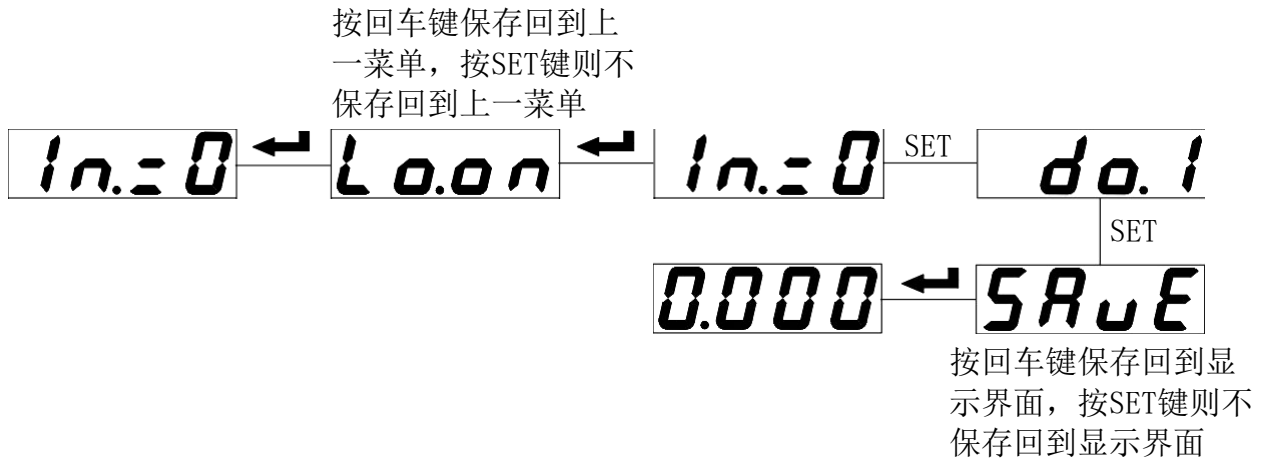 按回车键保存回到上
一菜单，按SET键则不
保存回到上一菜单
In.=0
Lo.on
In.=0
SET
do.1
SET
0.000
SAvE
按回车键保存回到显
示界面，按SET键则不
保存回到显示界面